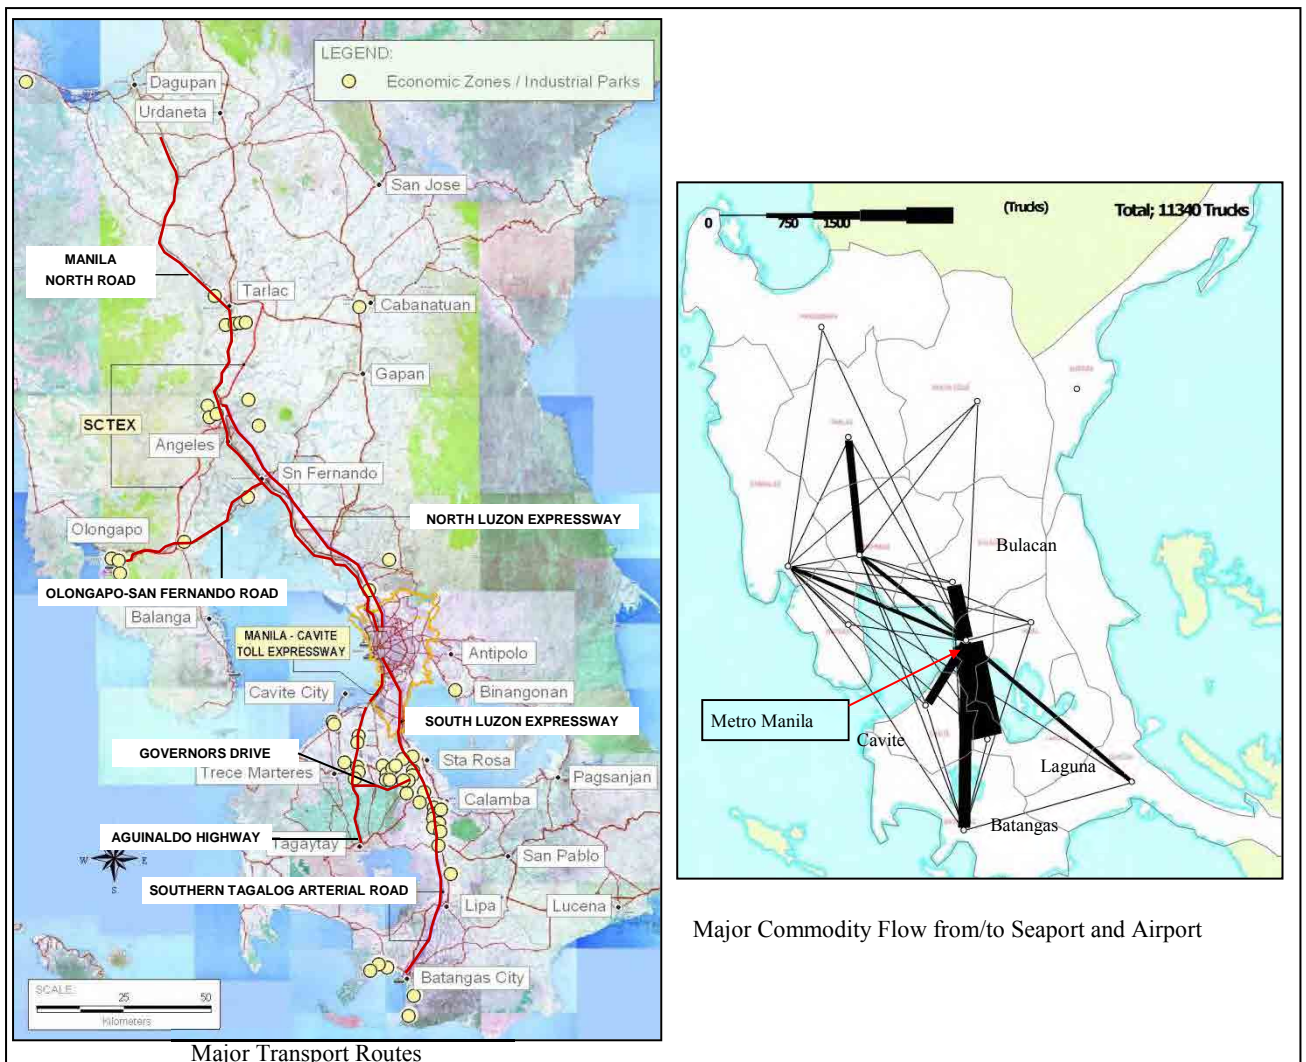 LEGEND:
Economic Zones / Industrial Parks
Dagupan
Urdaneta
San Jose
MANILA
NORTH ROAD
Tarlac
Cabanatuan
Gapan
SCTEX
Angeles
Sn Fernando
NORTH LUZON EXPRESSWAY
Olongapo
OLONGAPO-SAN FERNANDO ROAD
Balanga
MANILA - CAVITE
TOLL EXPRESSWAY
Antipolo
Cavite City
Binangonan
SOUTH LUZON EXPRESSWAY
GOVERNORS DRIVE
Sta Rosa
Trece Marteres
Pagsanjan
Calamba
AGUINALDO HIGHWAY
Tagaytay
W
E
S
San Pablo
SOUTHERN TAGALOG ARTERIAL ROAD
Lipa
Lucena
Batangas City
SCALE:
25
50
Kilometers
Major Transport Routes
(Trucks)
Total; 11340 Trucks
0
750
1500
Bulacan
Metro Manila
Cavite
Laguna
Batangas
Major Commodity Flow from/to Seaport and Airport